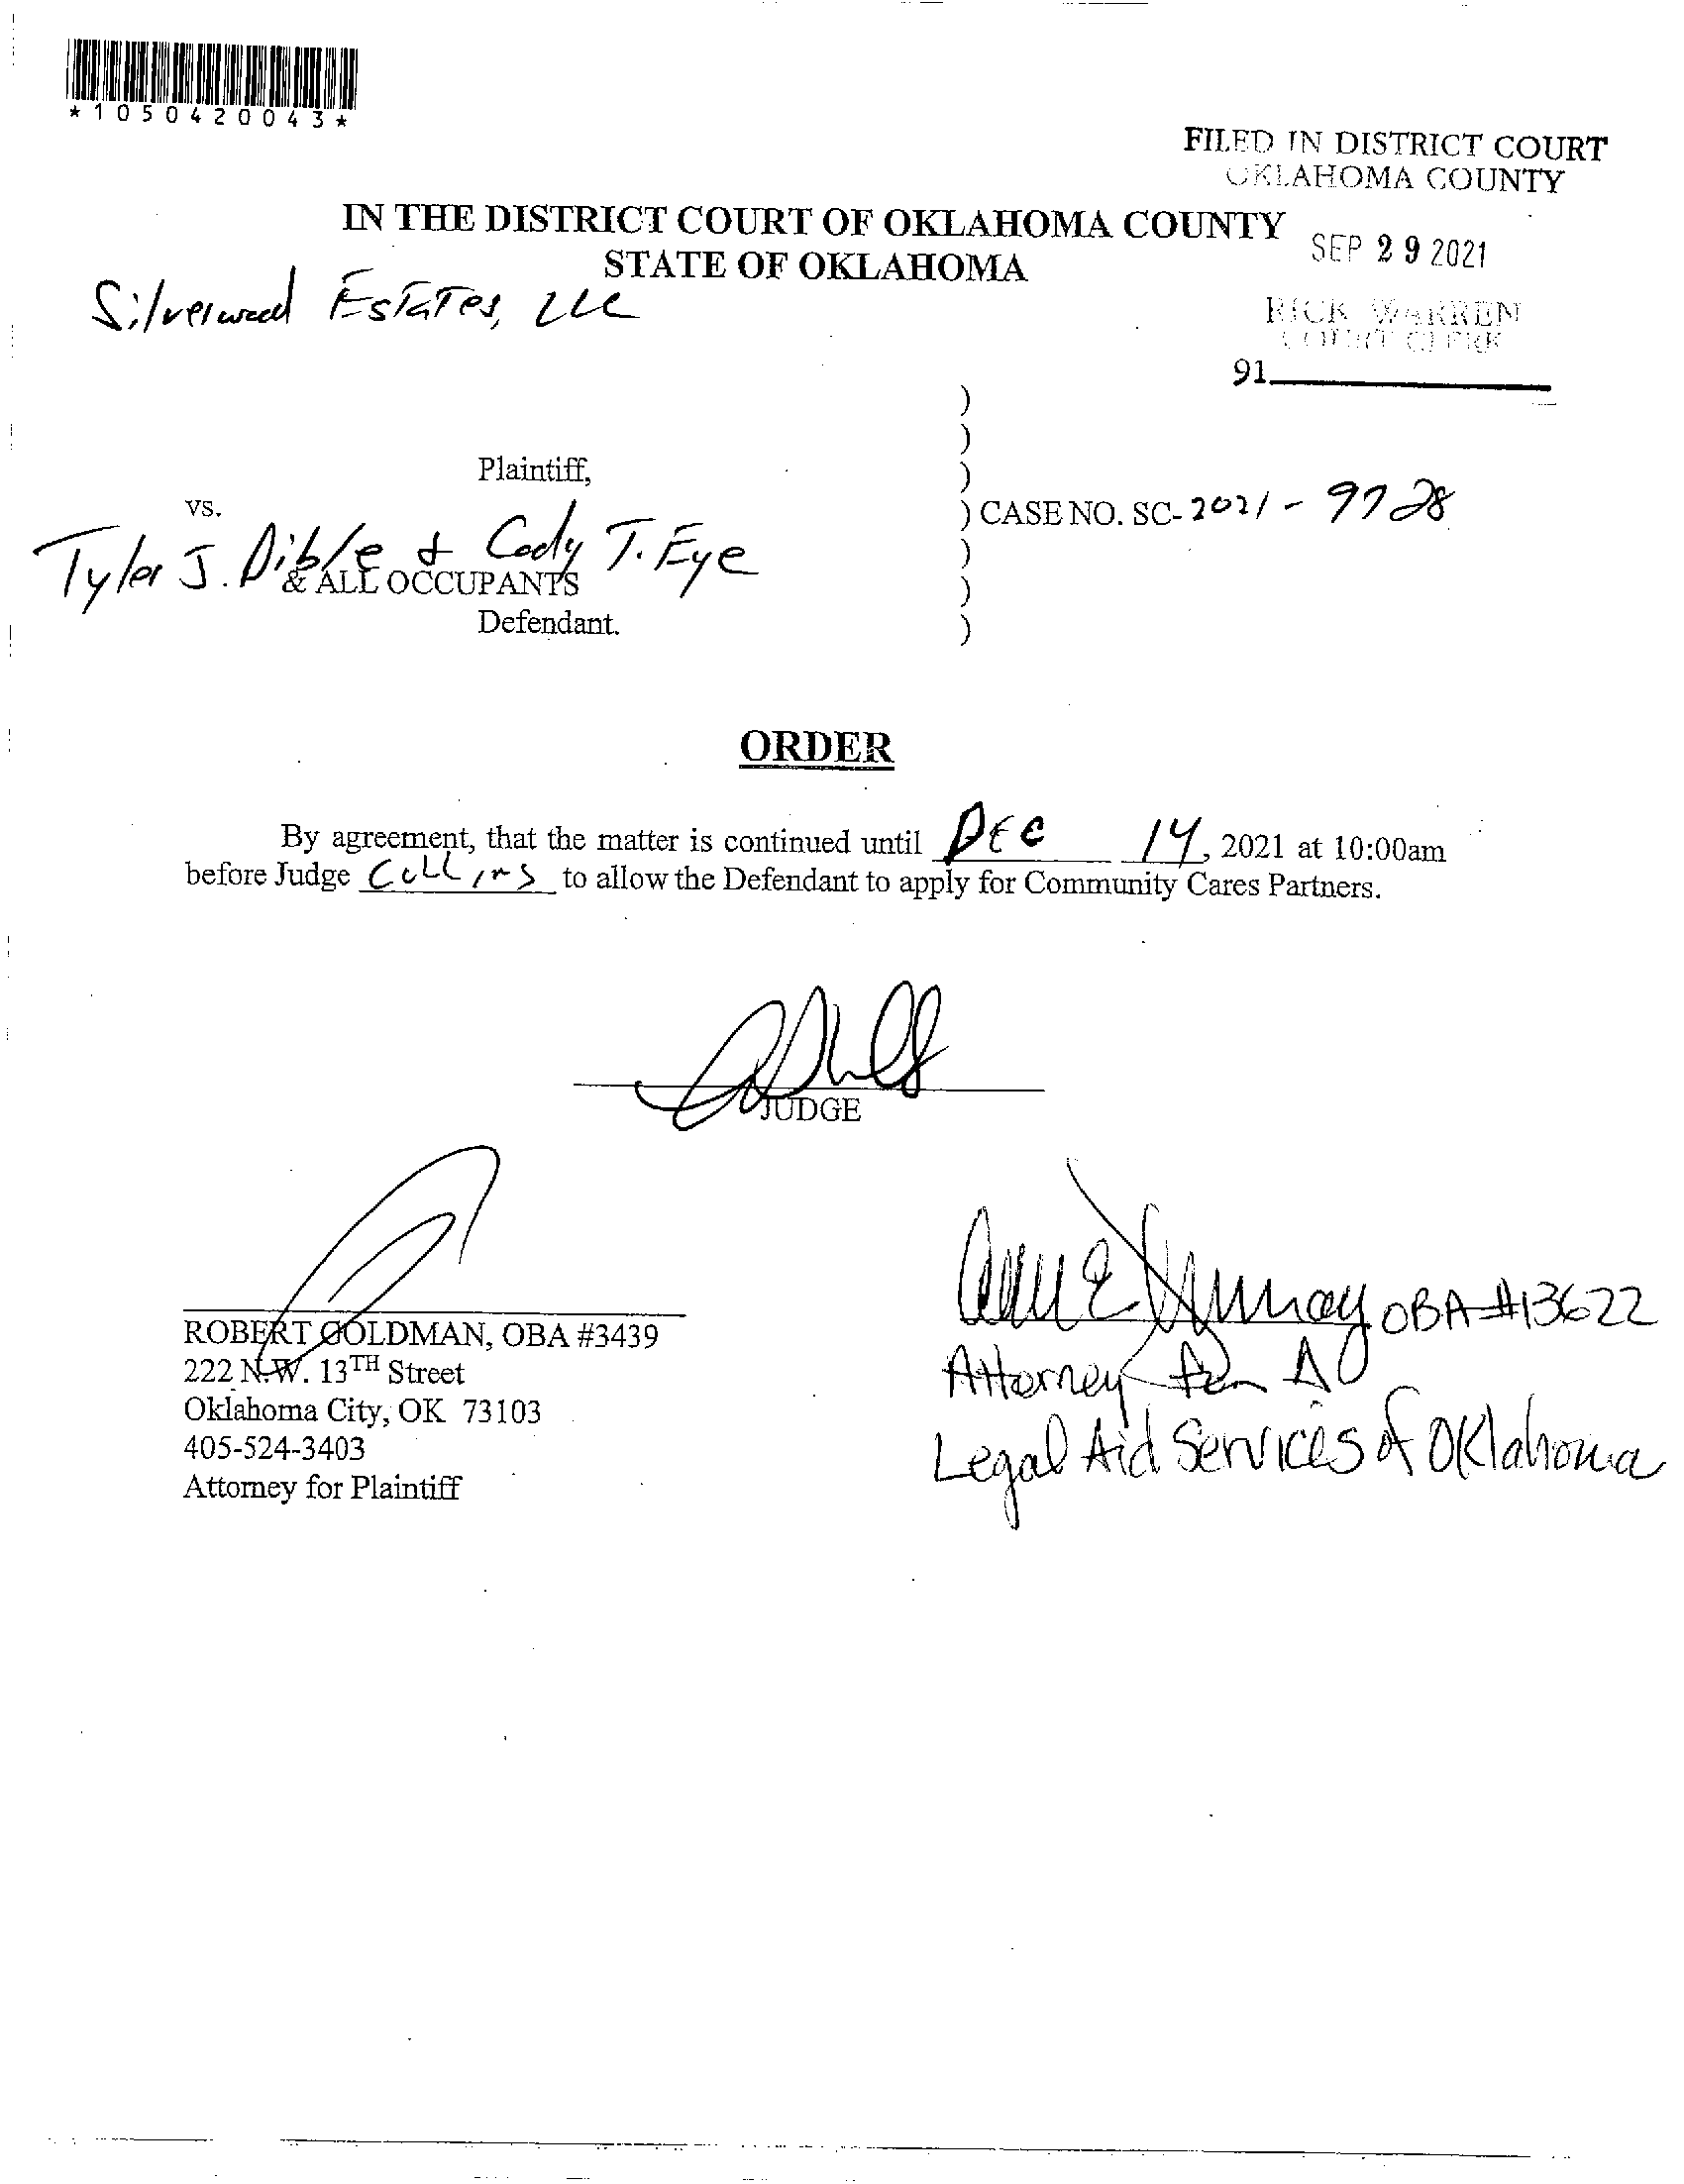 *1050420043*
FILED IN DISTRICT COURT
OKLAHOMA COUNTY
IN THE DISTRICT COURT OF OKLAHOMA COUNTY
STATE OF OKLAHOMA
SEP 29 2021
Silverwood Estates, LLC
RICK WARREN
COURT CLERK
91
)
)
Plaintiff, )
vs. ) CASE NO. SC-2021-9728
Tyler J. Dible & Cody T. Eye )
& ALL OCCUPANTS )
Defendant. )
ORDER
By agreement, that the matter is continued until DEC 14, 2021 at 10:00am
before Judge Collins to allow the Defendant to apply for Community Cares Partners.
JUDGE
OBA #13622
ROBERT GOLDMAN, OBA #3439
222 N.W. 13TH Street
Oklahoma City, OK 73103
405-524-3403
Attorney for Plaintiff
Attorney for Δ
Legal Aid Services of Oklahoma